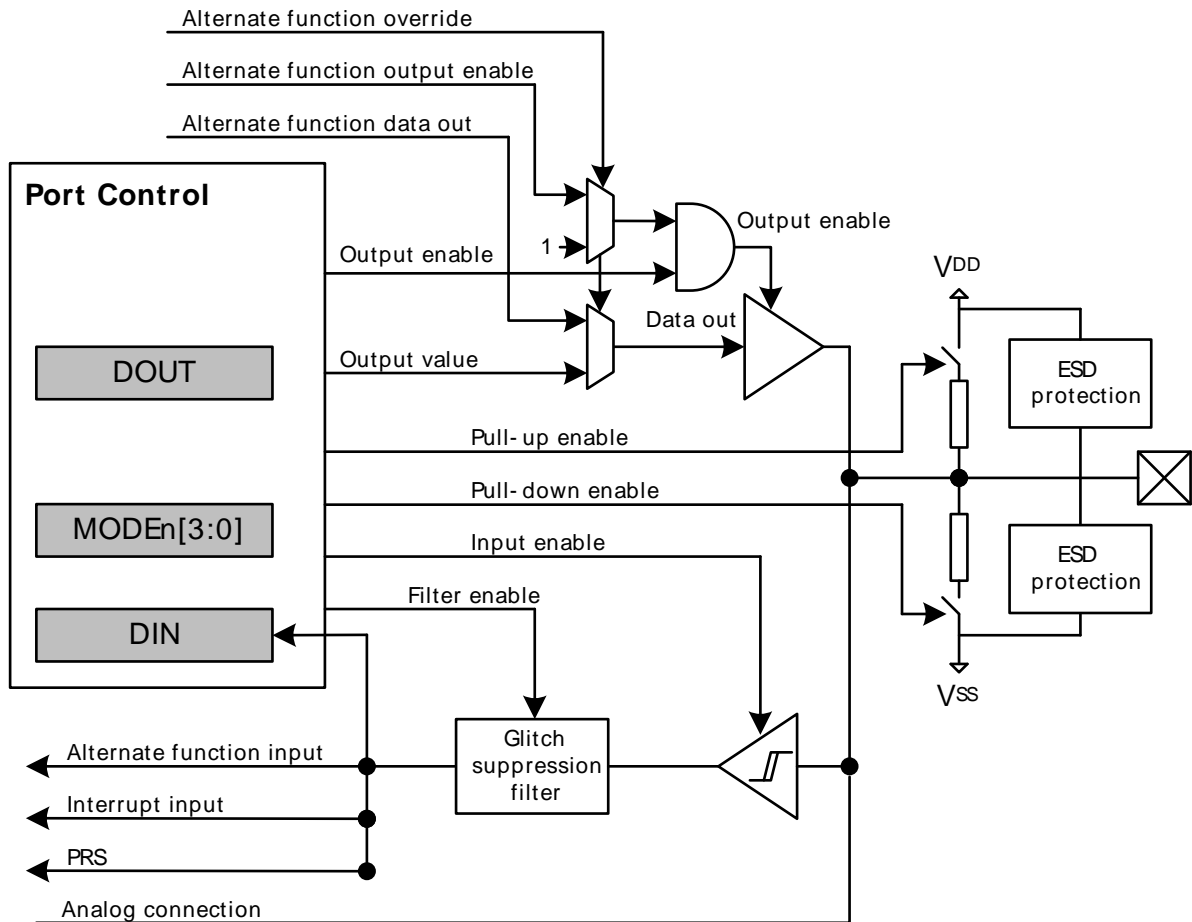 Alternate function override
Alternate function output enable
Alternate function data out
Port Control
Output enable
1
Output enable
VDD
Data out
DOUT
Output value
ESD
protection
Pull-up enable
Pull-down enable
MODEn[3:0]
Input enable
ESD
protection
Filter enable
DIN
VSS
Glitch
suppression
filter
Alternate function input
Interrupt input
PRS
Analog connection